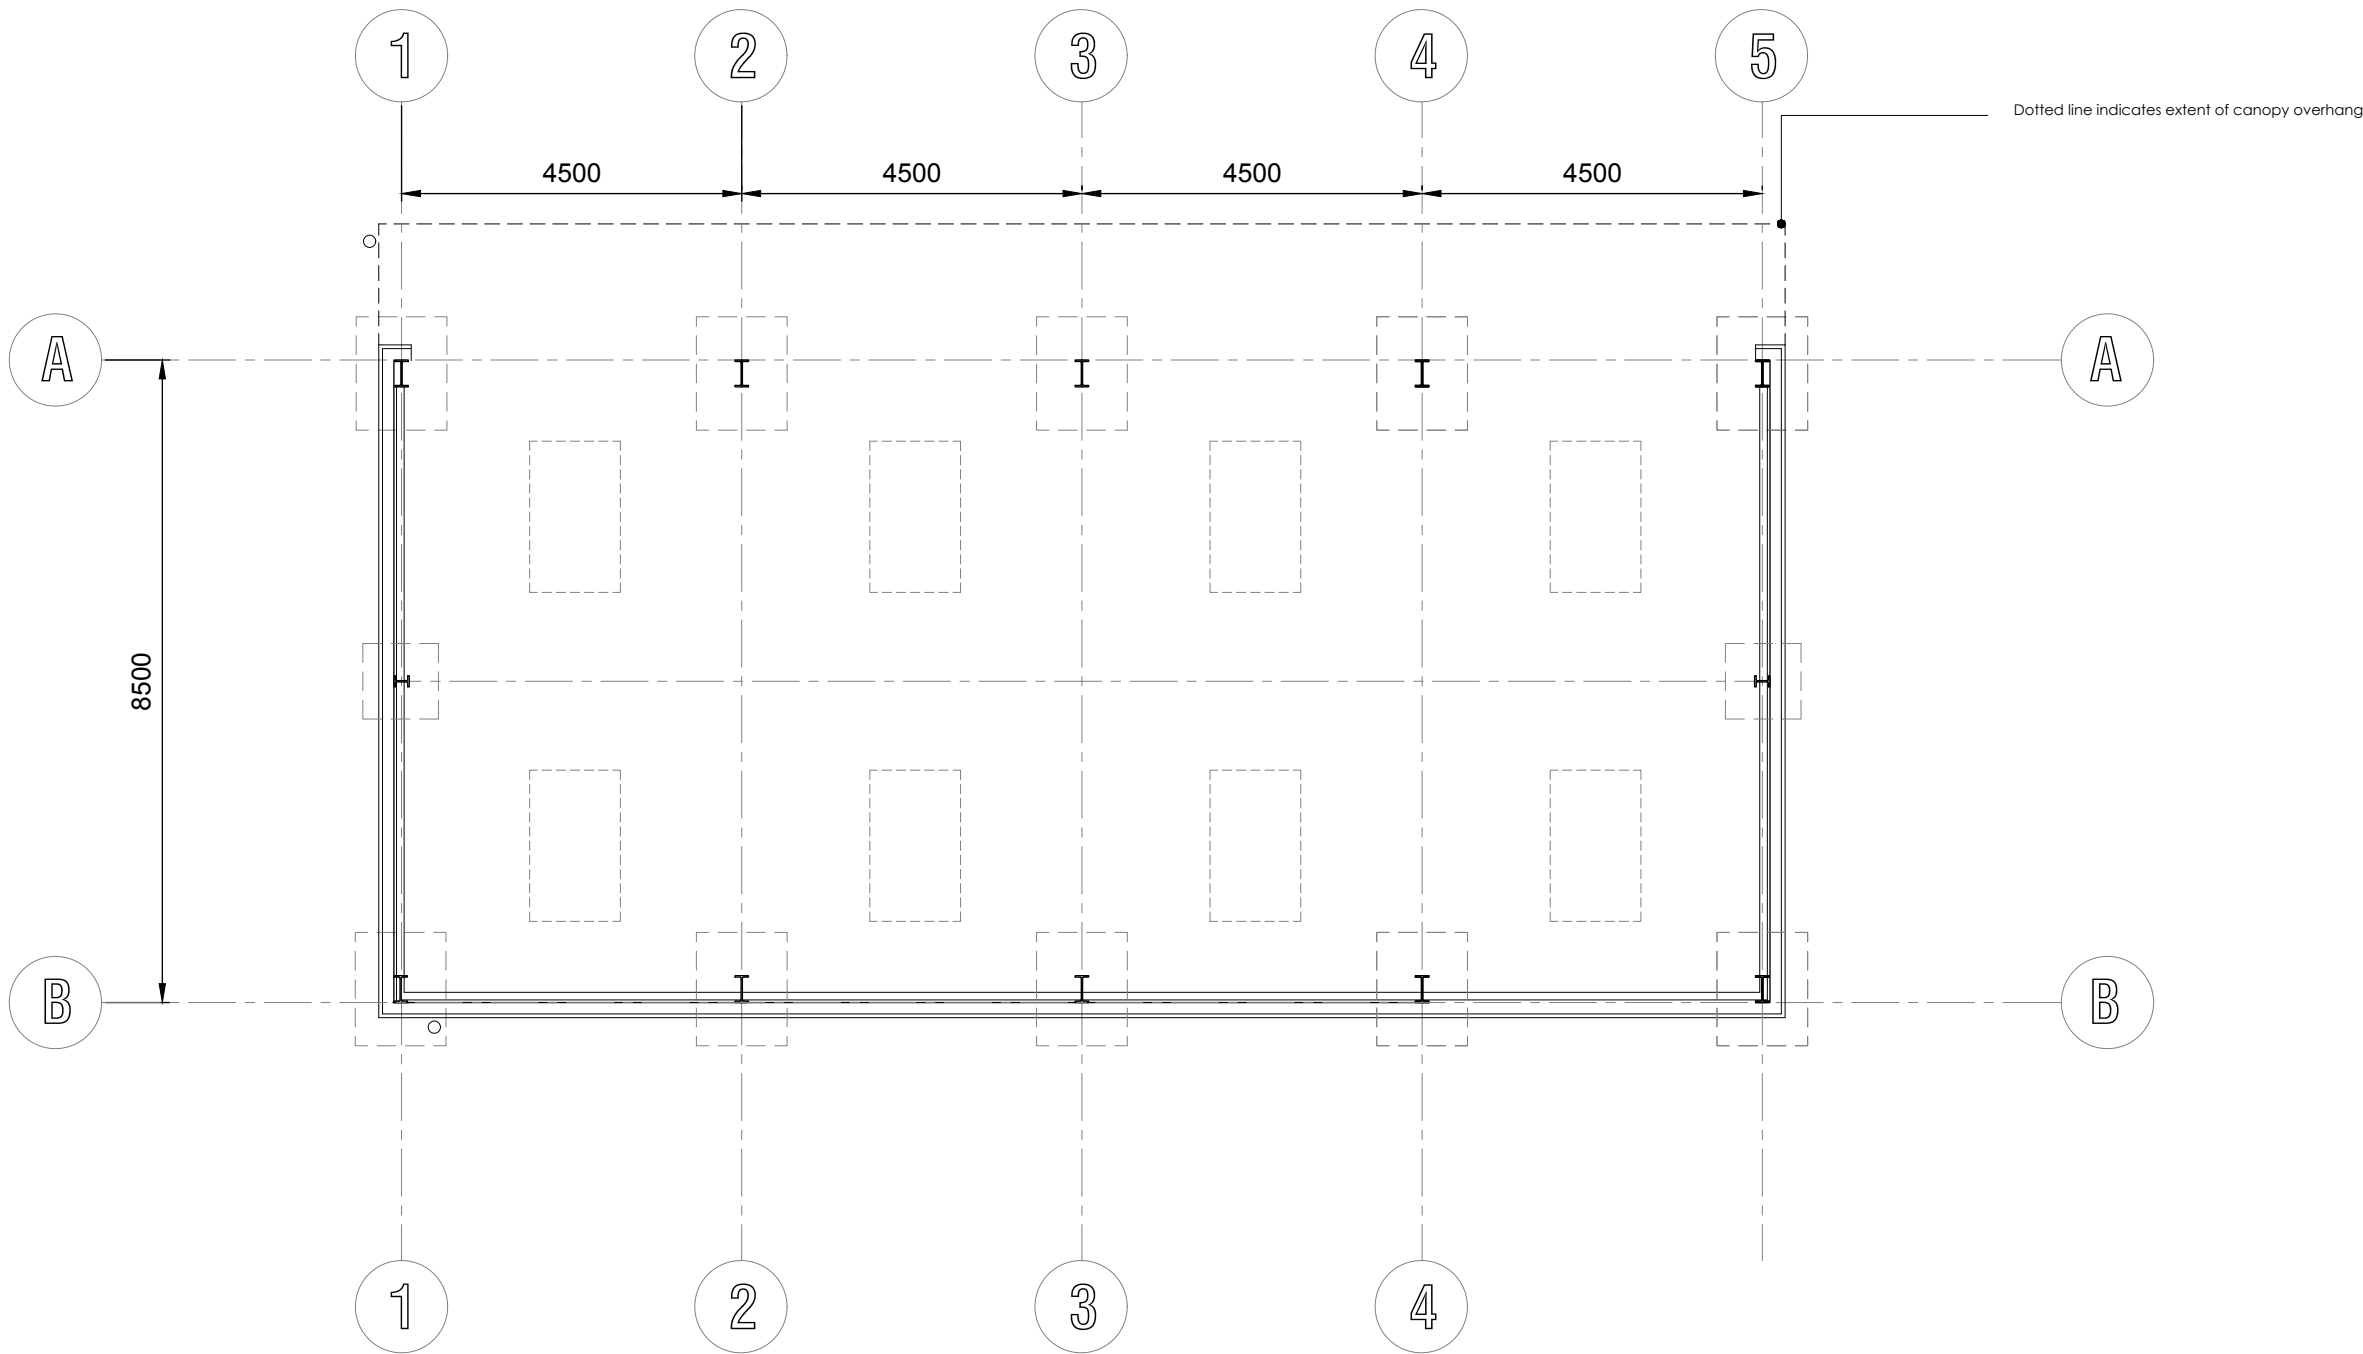 1 2 3 4 5
Dotted line indicates extent of canopy overhang
4500 4500 4500 4500
A A
8500
B B
1 2 3 4